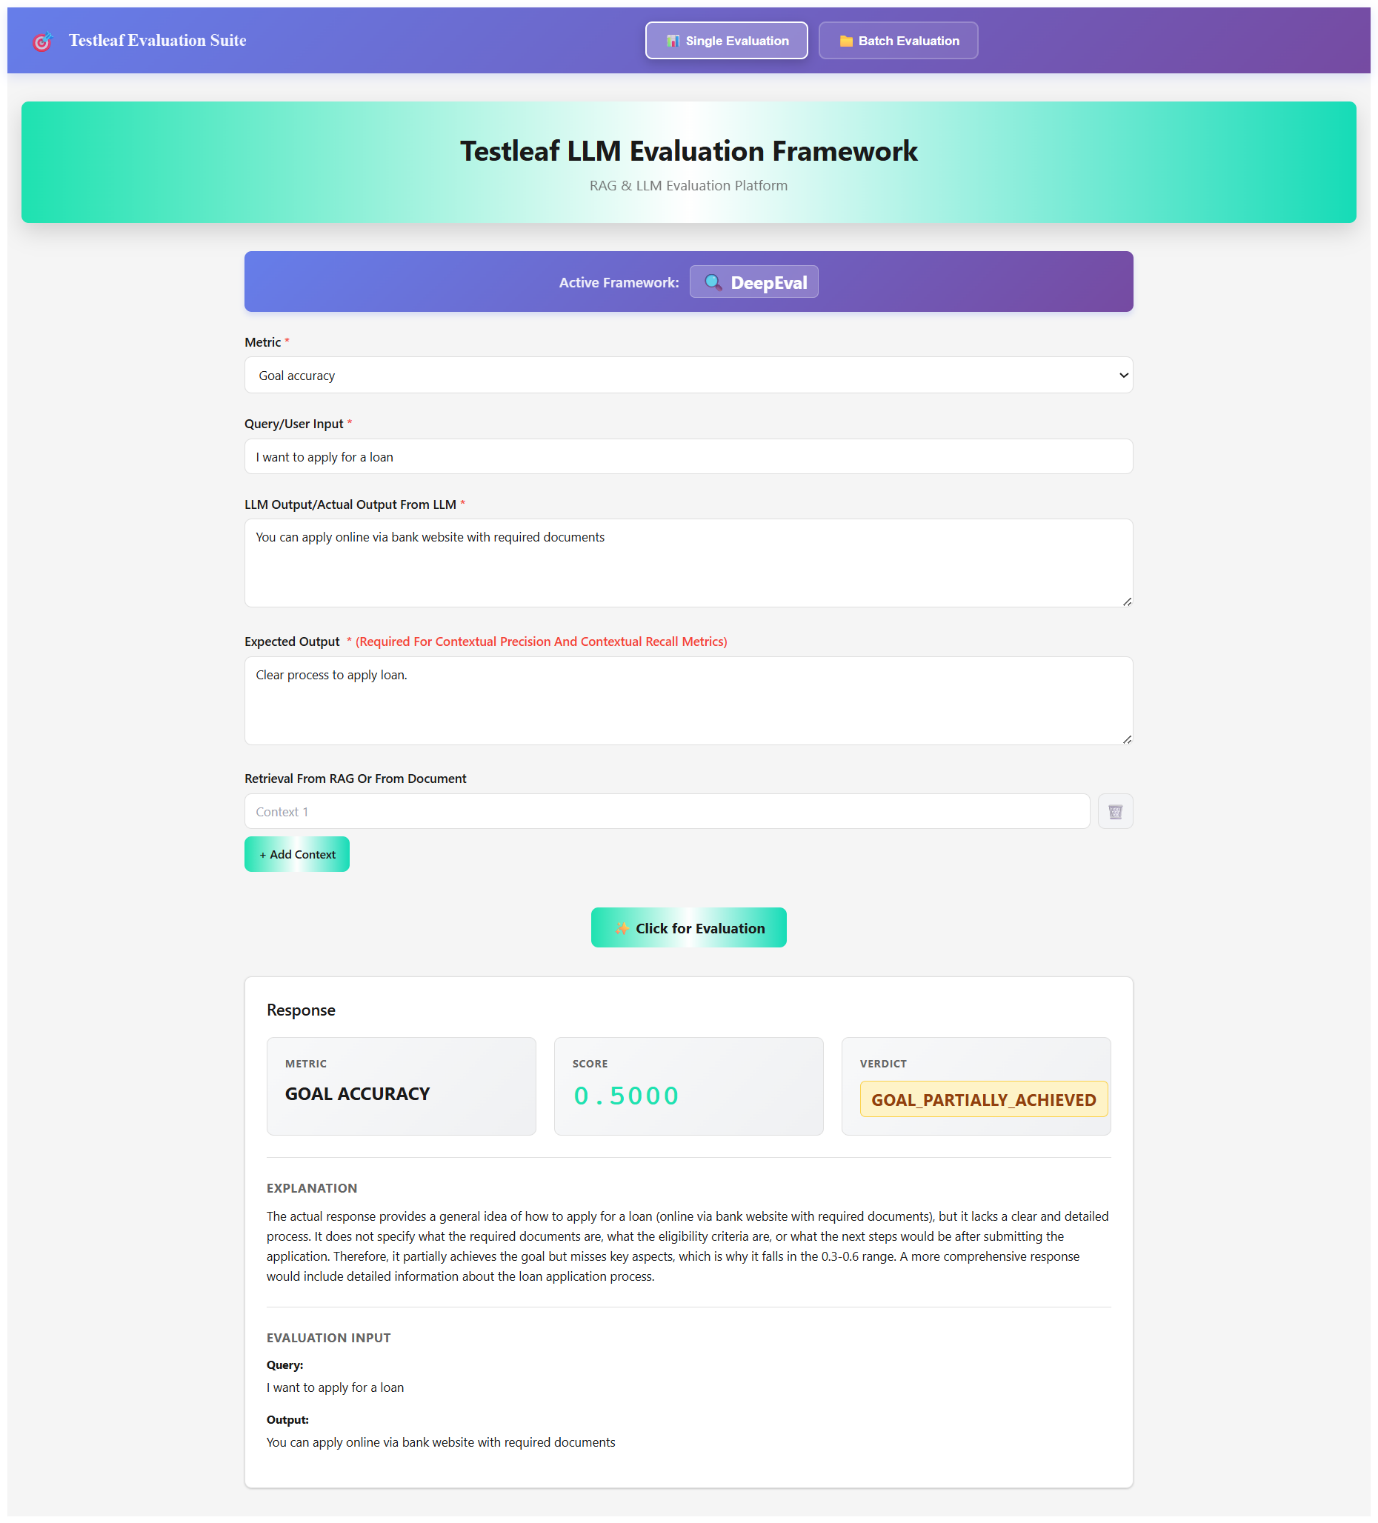 Testleaf Evaluation Suite
Single Evaluation
Batch Evaluation
Testleaf LLM Evaluation Framework
RAG & LLM Evaluation Platform
Active Framework: DeepEval
Metric *
Goal accuracy
Query/User Input *
I want to apply for a loan
LLM Output/Actual Output From LLM *
You can apply online via bank website with required documents
Expected Output * (Required For Contextual Precision And Contextual Recall Metrics)
Clear process to apply loan.
Retrieval From RAG Or From Document
Context 1
+ Add Context
✨ Click for Evaluation
Response
METRIC
GOAL ACCURACY
SCORE
0.5000
VERDICT
GOAL_PARTIALLY_ACHIEVED
EXPLANATION
The actual response provides a general idea of how to apply for a loan (online via bank website with required documents), but it lacks a clear and detailed
process. It does not specify what the required documents are, what the eligibility criteria are, or what the next steps would be after submitting the
application. Therefore, it partially achieves the goal but misses key aspects, which is why it falls in the 0.3-0.6 range. A more comprehensive response
would include detailed information about the loan application process.
EVALUATION INPUT
Query:
I want to apply for a loan
Output:
You can apply online via bank website with required documents